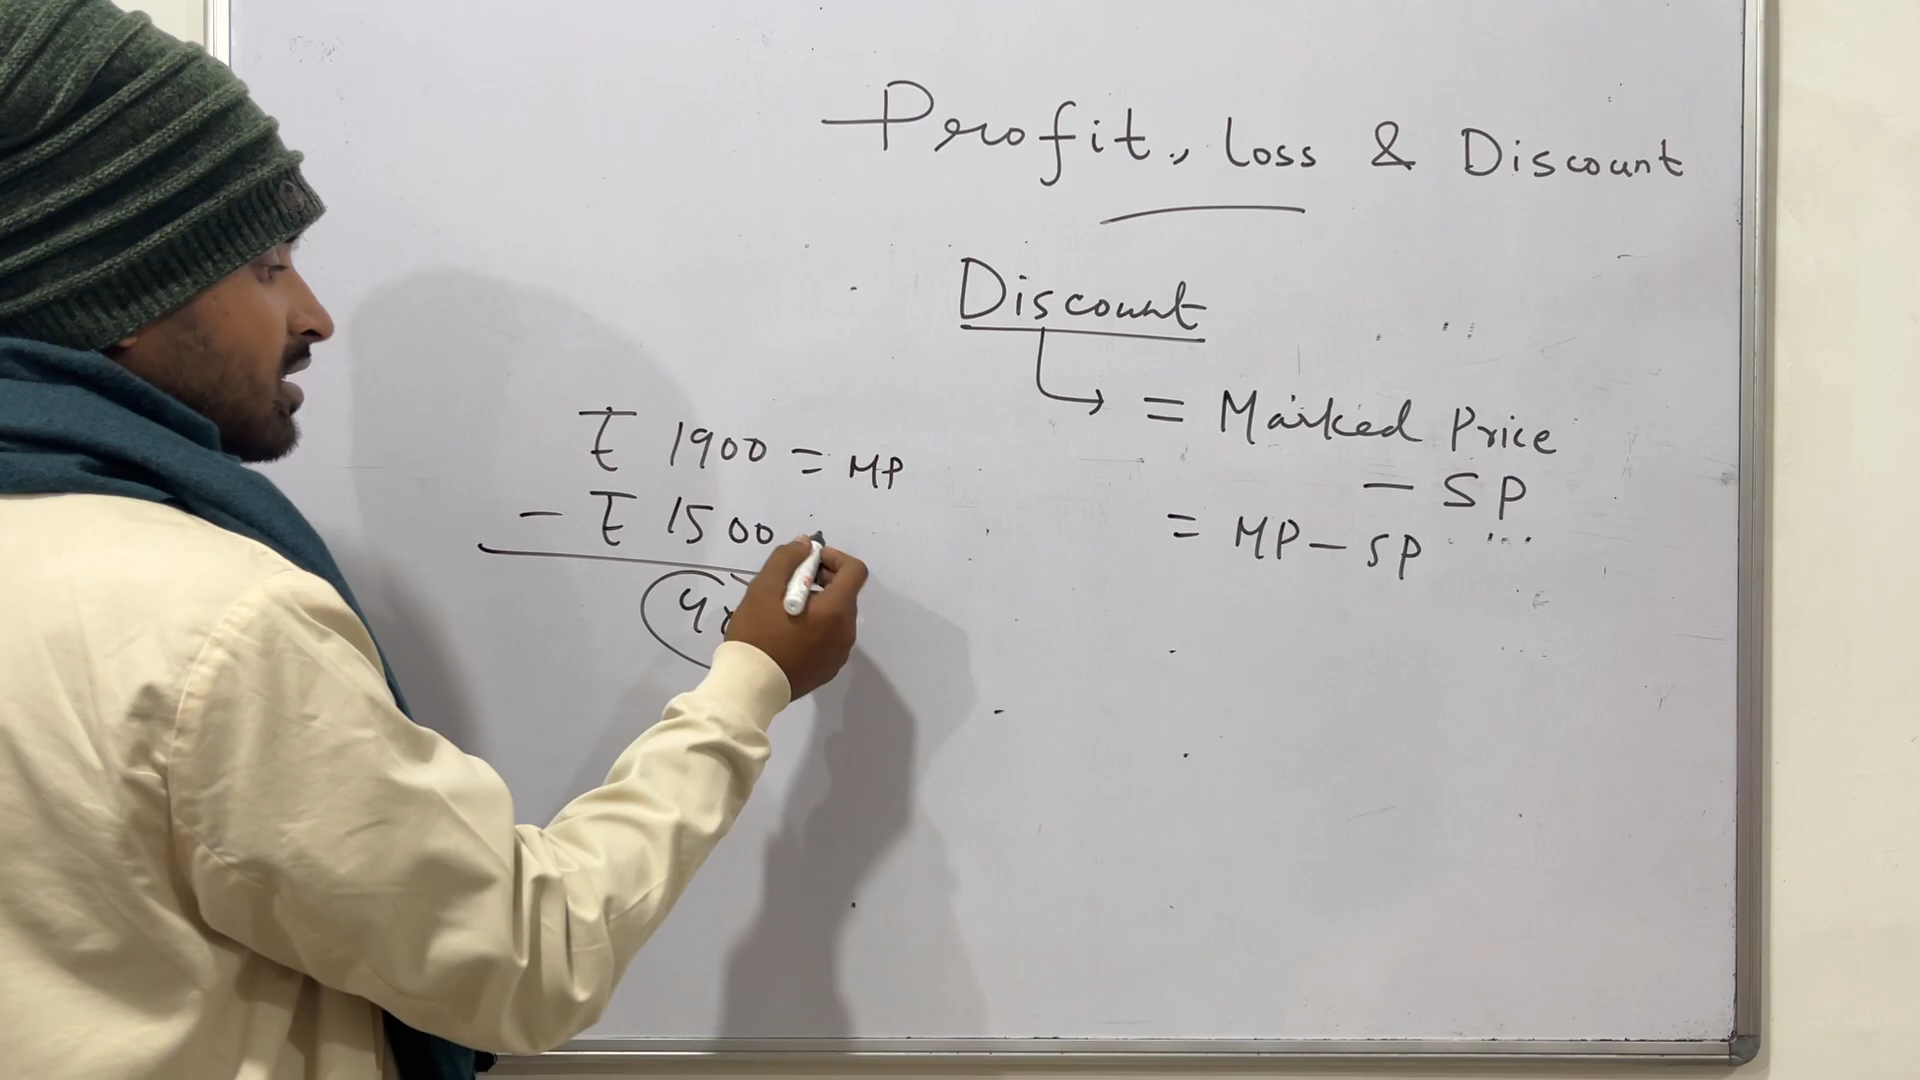 Profit, Loss & Discount
Discount
= Marked Price
- SP
= MP - SP
₹ 1900 = MP
- ₹ 1500